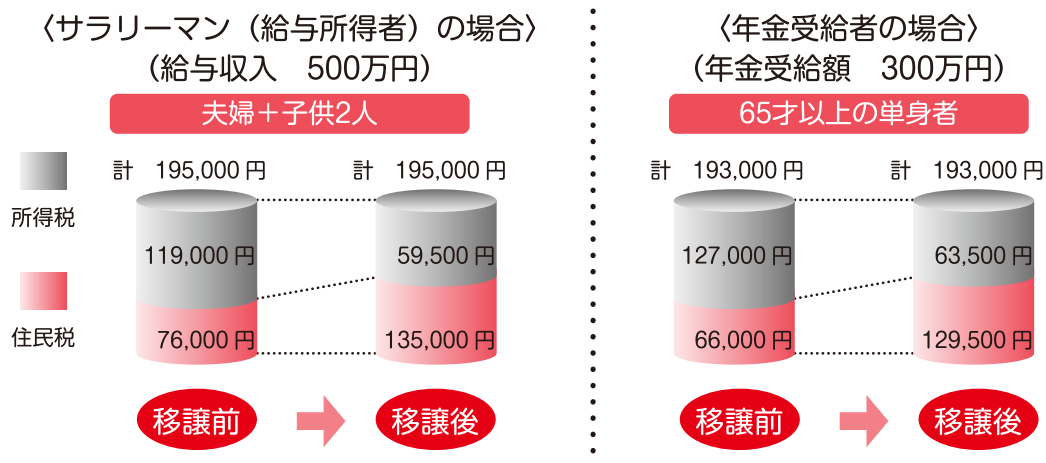 〈サラリーマン（給与所得者）の場合〉
（給与収入　500万円）
夫婦＋子供2人
計　195,000 円
計　195,000 円
所得税
119,000 円
59,500 円
住民税
76,000 円
135,000 円
移譲前
移譲後
〈年金受給者の場合〉
（年金受給額　300万円）
65才以上の単身者
計　193,000 円
計　193,000 円
127,000 円
63,500 円
66,000 円
129,500 円
移譲前
移譲後